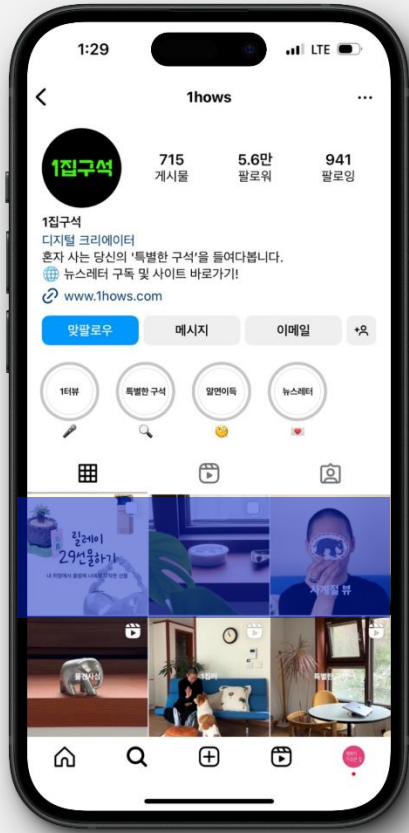 1:29
LTE
1hows
...
1집구석
715
게시물
5.6만
팔로워
941
팔로잉
1집구석
디지털 크리에이터
혼자 사는 당신의 '특별한 구석'을 들여다봅니다.
뉴스레터 구독 및 사이트 바로가기!
www.1hows.com
맞팔로우
메시지
이메일
1터뷰
특별한 구석
알면이득
뉴스레터
릴레이
29선물하기
사계절 뷰
물건사심